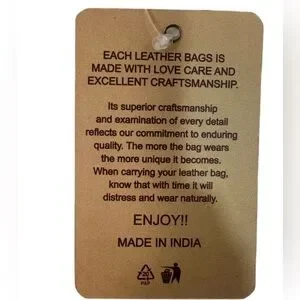 EACH LEATHER BAGS IS
MADE WITH LOVE CARE AND
EXCELLENT CRAFTSMANSHIP.
Its superior craftsmanship
and examination of every detail
reflects our commitment to enduring
quality. The more the bag wears
the more unique it becomes.
When carrying your leather bag,
know that with time it will
distress and wear naturally.
ENJOY!!
MADE IN INDIA
20
PAP